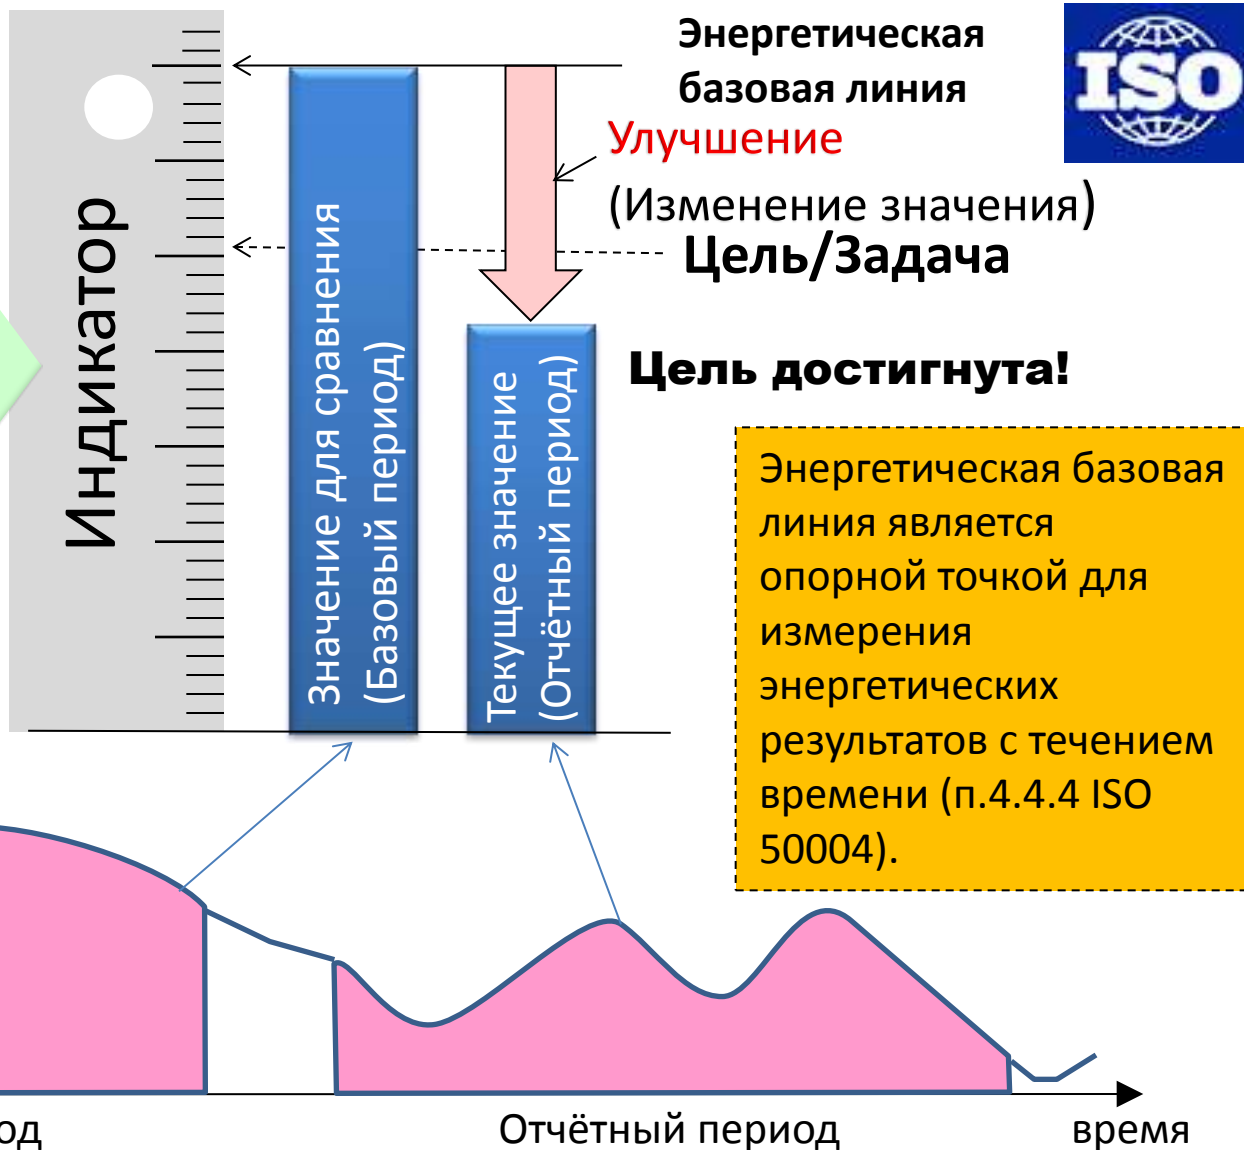 Энергетическая
базовая линия
ISO
Улучшение
(Изменение значения)
Цель/Задача
Индикатор
Значение для сравнения
(Базовый период)
Текущее значение
(Отчётный период)
Цель достигнута!
Энергетическая базовая
линия является
опорной точкой для
измерения
энергетических
результатов с течением
времени (п.4.4.4 ISO
50004).
од
Отчётный период
время